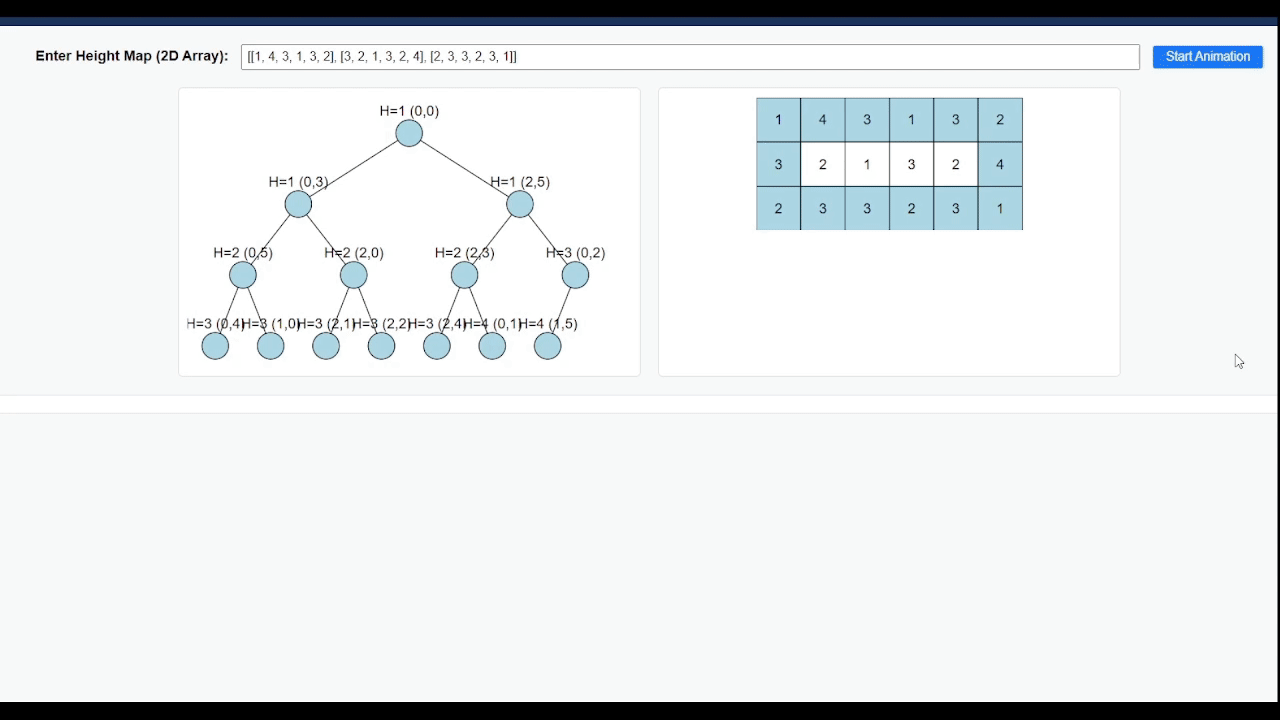 Enter Height Map (2D Array): [[1, 4, 3, 1, 3, 2], [3, 2, 1, 3, 2, 4], [2, 3, 3, 2, 3, 1]] Start Animation
H=1 (0,0)
H=1 (0,3) H=1 (2,5)
H=2 (0,5) H=2 (2,0) H=2 (2,3) H=3 (0,2)
H=3 (0,4) H=3 (1,0) H=3 (2,1) H=3 (2,2) H=3 (2,4) H=4 (0,1) H=4 (1,5)
1 4 3 1 3 2
3 2 1 3 2 4
2 3 3 2 3 1